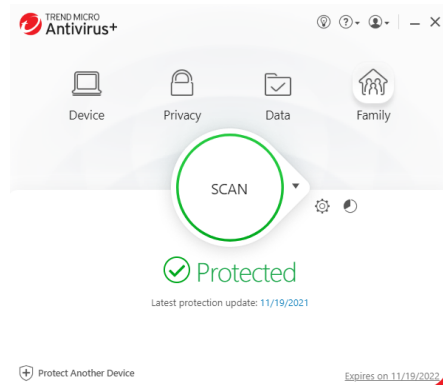 TREND MICRO
Antivirus+
Device Privacy Data Family
SCAN
Protected
Latest protection update: 11/19/2021
Protect Another Device Expires on 11/19/2022